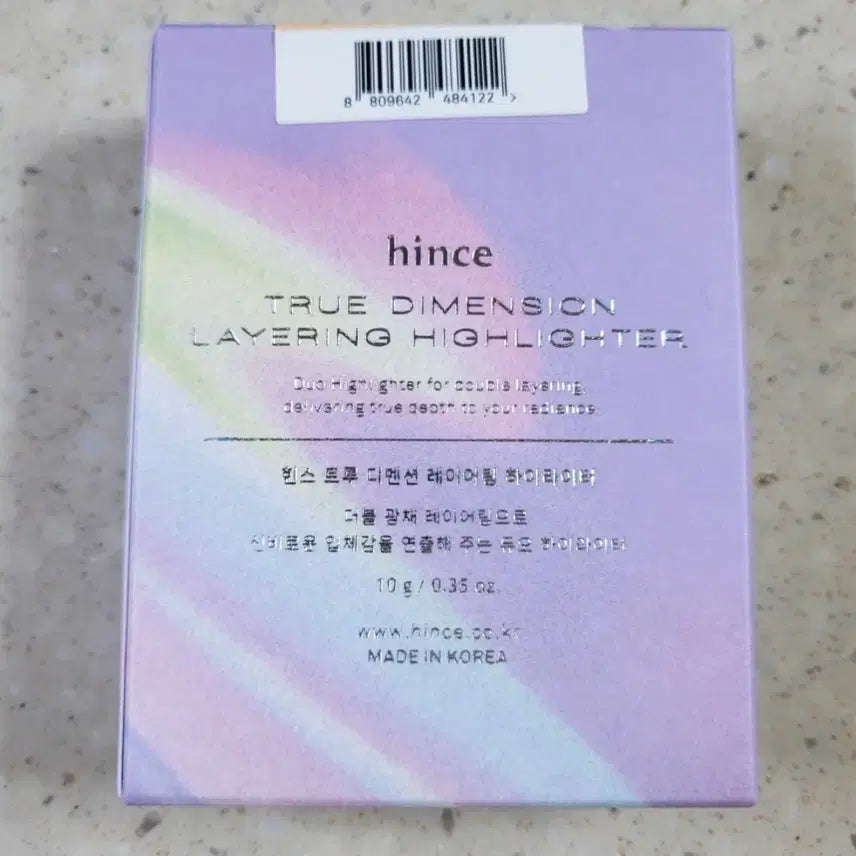 8 809642 484122 >
hince
TRUE DIMENSION
LAYERING HIGHLIGHTER
Duo Highlighter for double layering,
delivering true depth to your radiance.
힌스 트루 디멘션 레이어링 하이라이터
더블 광채 레이어링으로
신비로운 입체감을 연출해 주는 듀오 하이라이터
10 g / 0.35 oz.
www.hince.co.kr
MADE IN KOREA